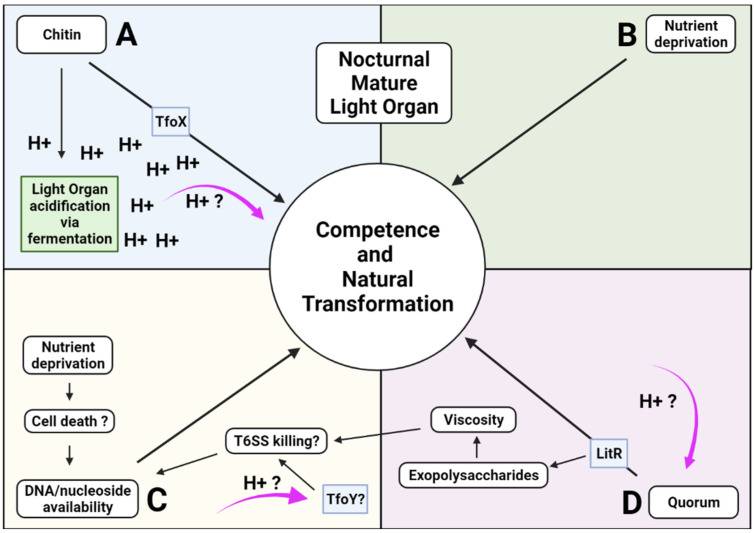 Chitin
A
TfoX
H+
H+
H+
H+
H+
Light Organ
acidification
via
fermentation
H+
H+ ?
H+
H+
Nocturnal
Mature
Light Organ
B
Nutrient
deprivation
Competence
and
Natural
Transformation
Nutrient
deprivation
Cell death ?
DNA/nucleoside
availability
C
T6SS killing?
H+ ?
TfoY?
Viscosity
Exopolysaccharides
LitR
H+ ?
D
Quorum